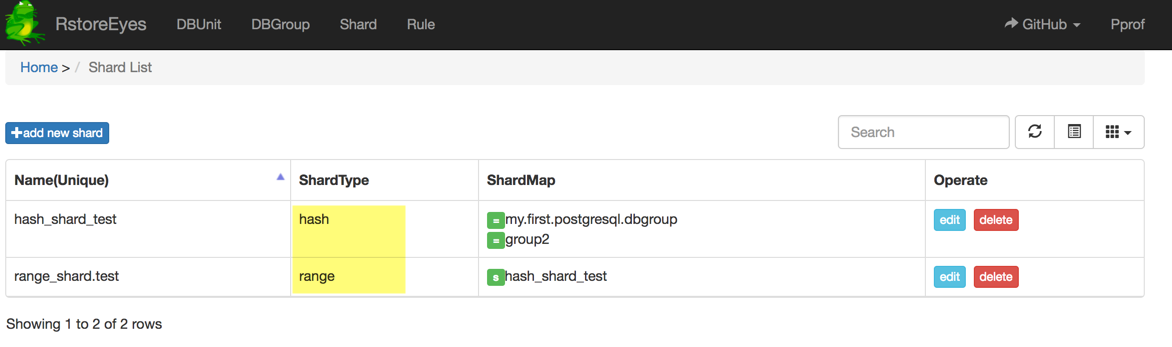 RstoreEyes DBUnit DBGroup Shard Rule GitHub Pprof
Home > / Shard List
add new shard Search
Name(Unique) ShardType ShardMap Operate
hash_shard_test hash = my.first.postgresql.dbgroup edit delete
= group2
range_shard.test range s hash_shard_test edit delete
Showing 1 to 2 of 2 rows